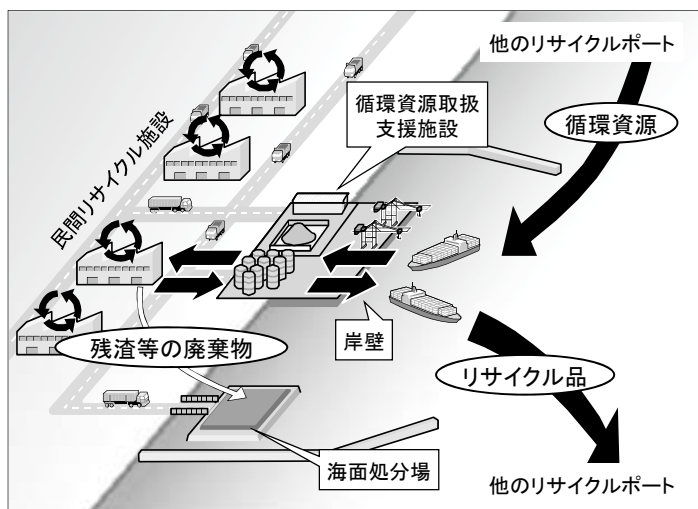 他のリサイクルポート
循環資源取扱
支援施設
循環資源
民間リサイクル施設
岸壁
残渣等の廃棄物
リサイクル品
海面処分場
他のリサイクルポート